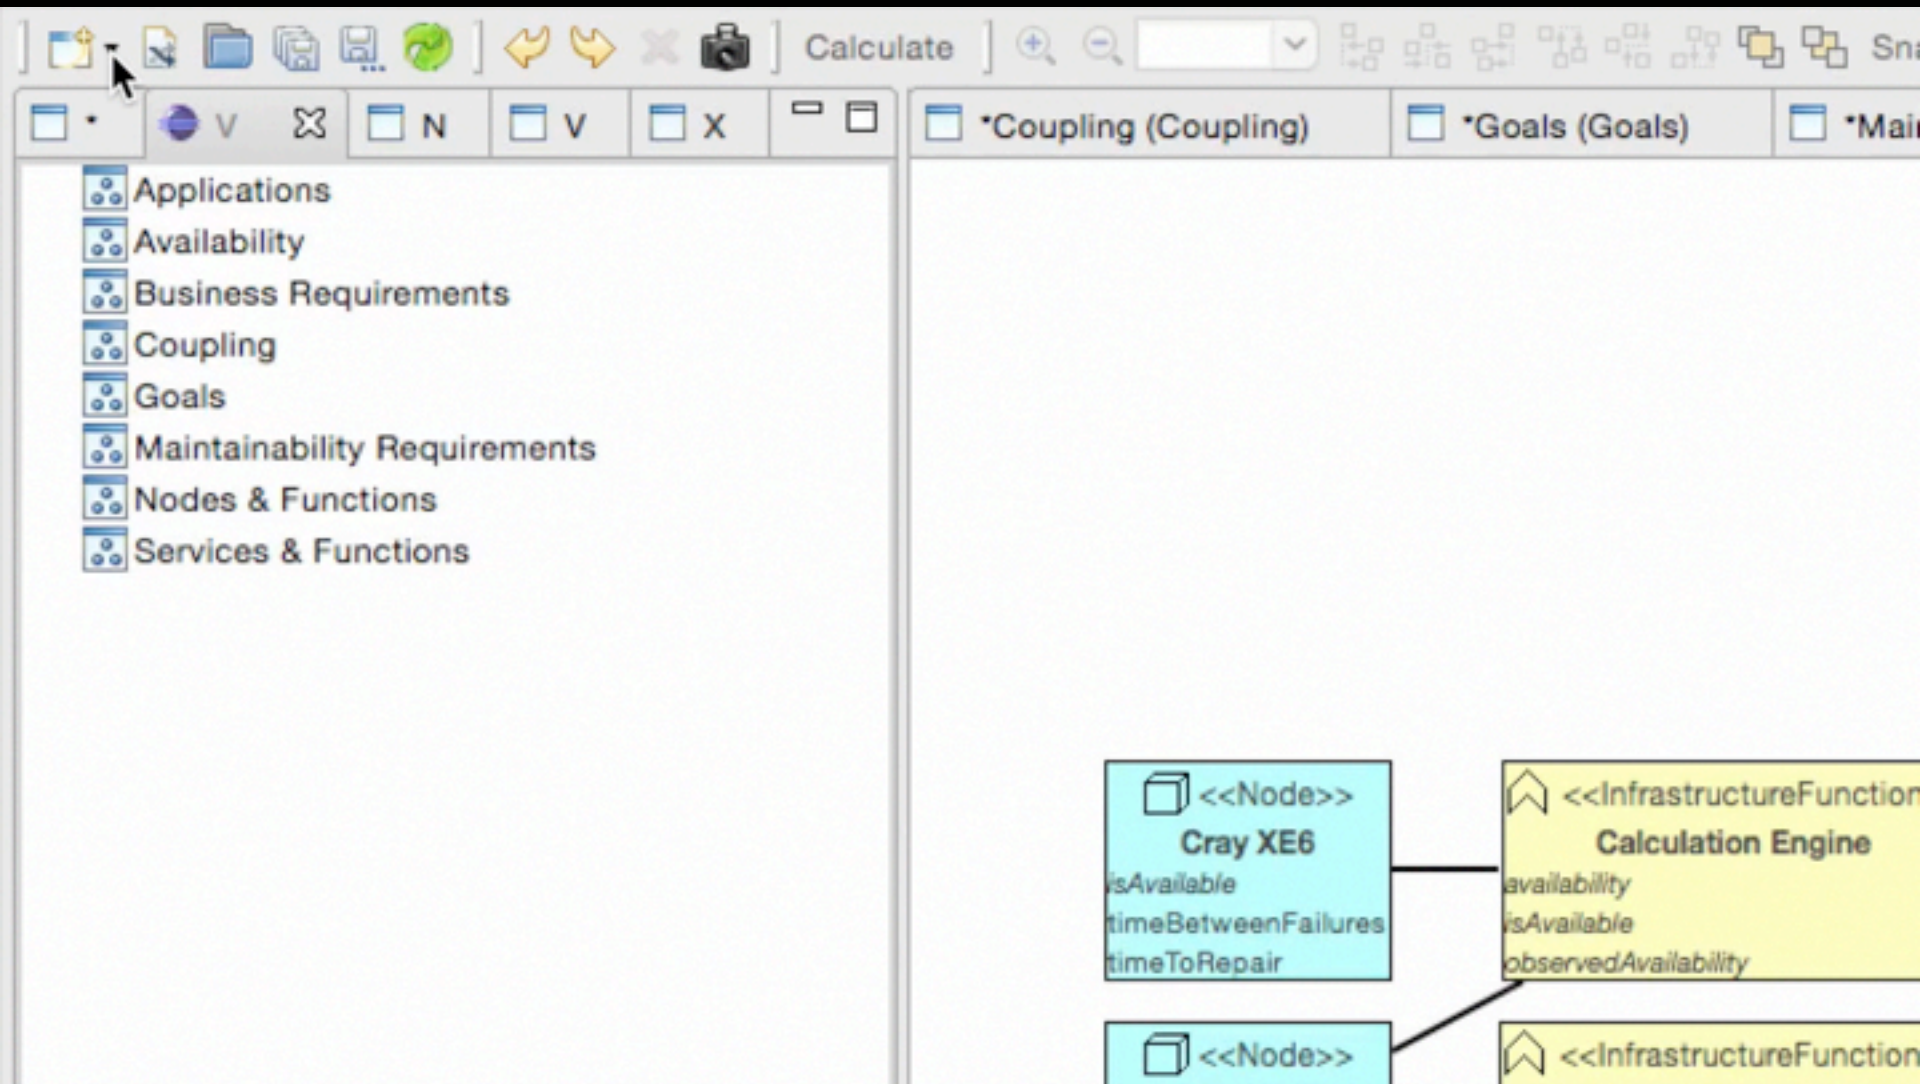 Calculate
Sna
V
N
V
X
*Coupling (Coupling)
*Goals (Goals)
*Main
Applications
Availability
Business Requirements
Coupling
Goals
Maintainability Requirements
Nodes & Functions
Services & Functions
<<Node>>
Cray XE6
isAvailable
timeBetweenFailures
timeToRepair
<<InfrastructureFunction
Calculation Engine
availability
isAvailable
observedAvailability
<<Node>>
<<InfrastructureFunction